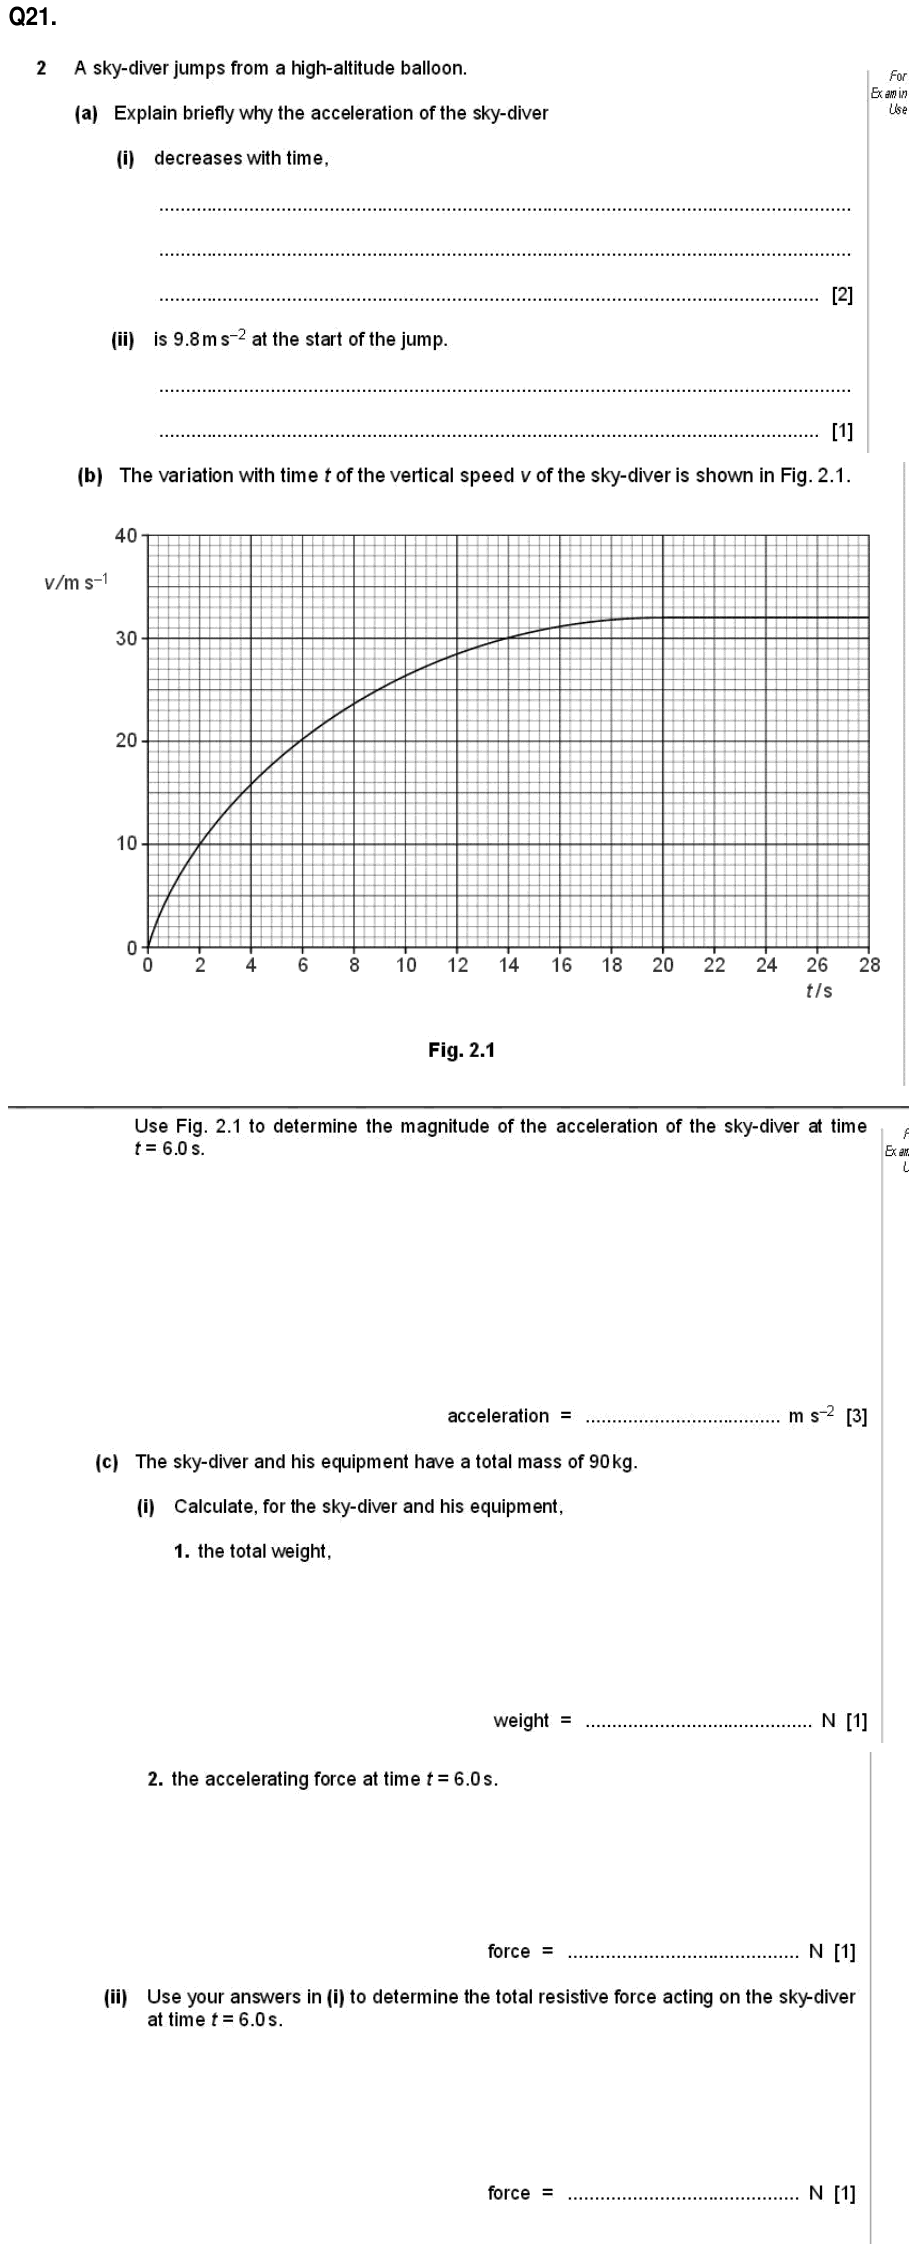 Q21.
2 A sky-diver jumps from a high-altitude balloon.
For
Examin
Use
(a) Explain briefly why the acceleration of the sky-diver
(i) decreases with time,
..........................................................................................................
..........................................................................................................
.................................................................................................... [2]
(ii) is 9.8 m s⁻² at the start of the jump.
..........................................................................................................
.................................................................................................... [1]
(b) The variation with time t of the vertical speed v of the sky-diver is shown in Fig. 2.1.
40
v/m s⁻¹
30
20
10
0
0 2 4 6 8 10 12 14 16 18 20 22 24 26 28
t/s
Fig. 2.1
Use Fig. 2.1 to determine the magnitude of the acceleration of the sky-diver at time
t = 6.0 s.
acceleration = ..................................... m s⁻² [3]
(c) The sky-diver and his equipment have a total mass of 90 kg.
(i) Calculate, for the sky-diver and his equipment,
1. the total weight,
weight = ........................................... N [1]
2. the accelerating force at time t = 6.0 s.
force = ............................................ N [1]
(ii) Use your answers in (i) to determine the total resistive force acting on the sky-diver
at time t = 6.0 s.
force = ............................................ N [1]